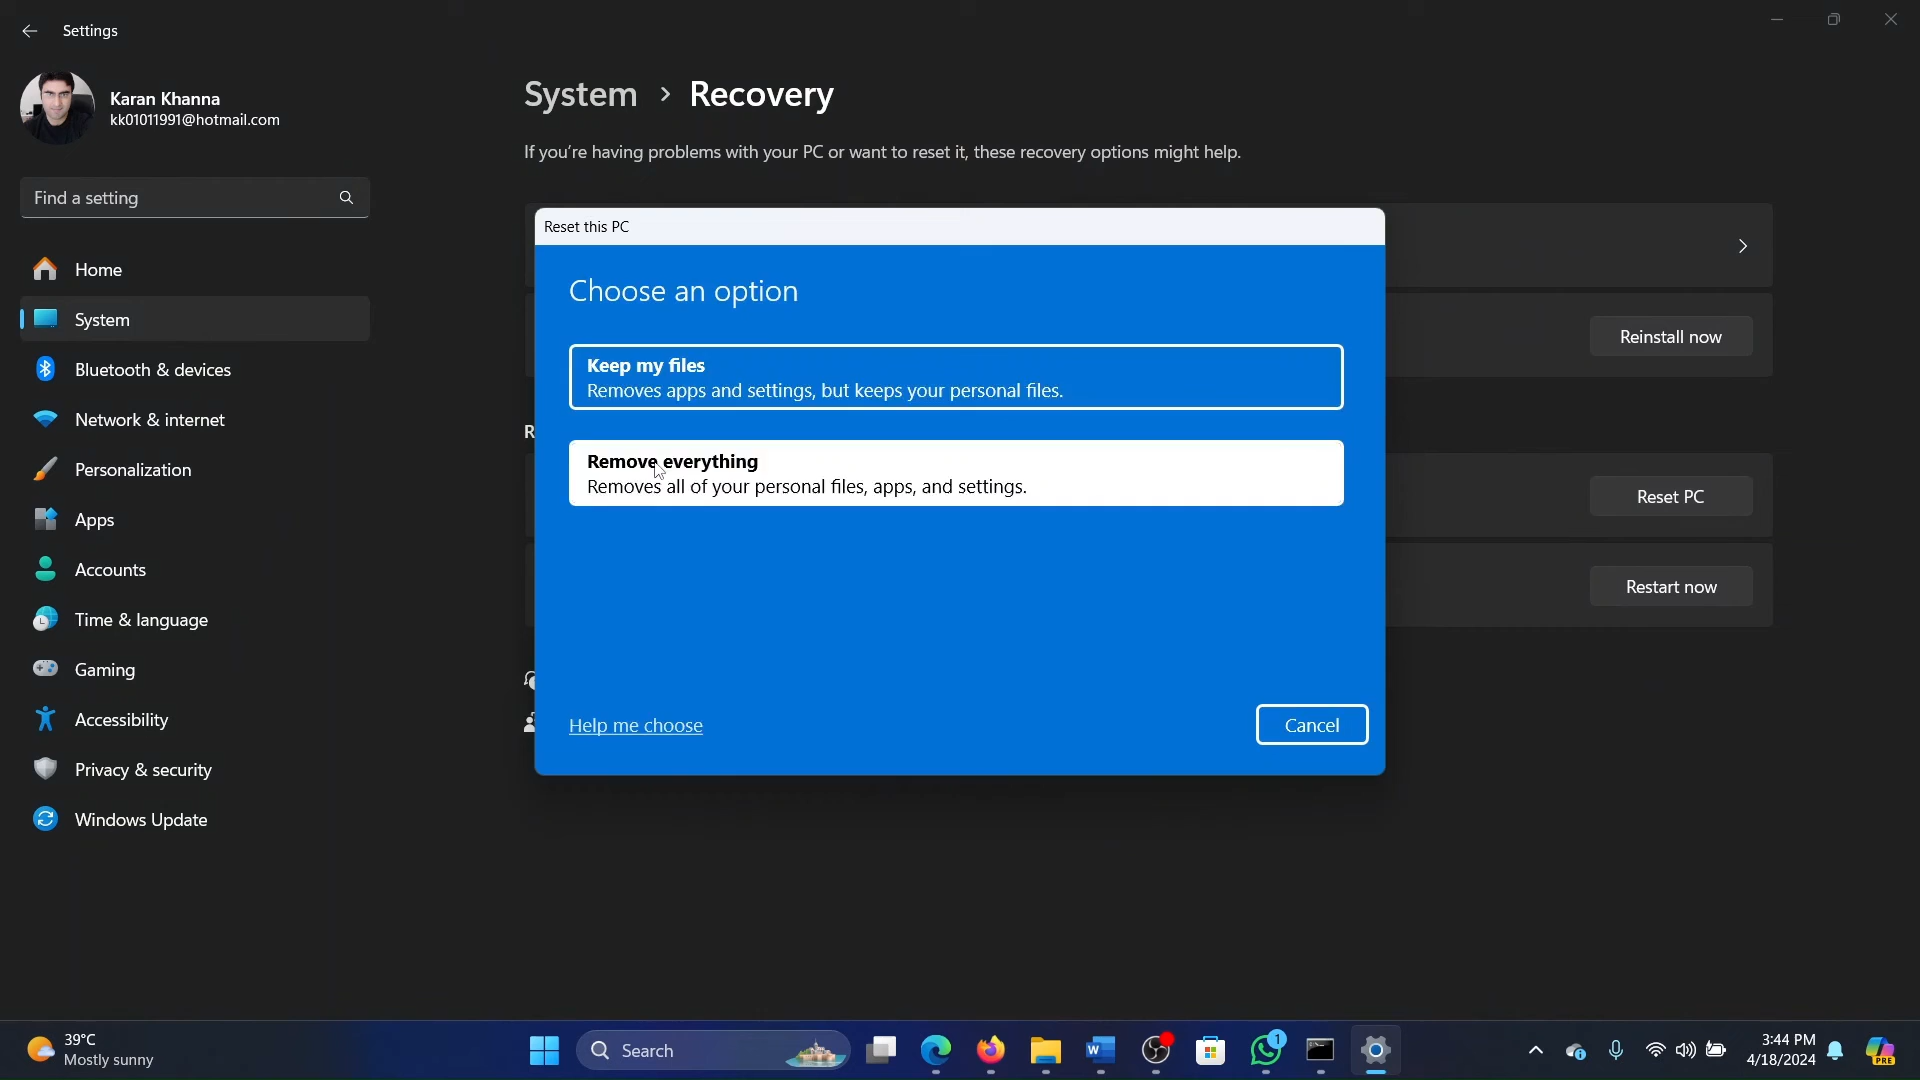 Settings
Karan Khanna
kk01011991@hotmail.com
Find a setting
Home
System
Bluetooth & devices
Network & internet
Personalization
Apps
Accounts
Time & language
Gaming
Accessibility
Privacy & security
Windows Update
System > Recovery
If you're having problems with your PC or want to reset it, these recovery options might help.
Reinstall now
R
Reset PC
Restart now
Reset this PC
Choose an option
Keep my files
Removes apps and settings, but keeps your personal files.
Remove everything
Removes all of your personal files, apps, and settings.
Help me choose
Cancel
39°C
Mostly sunny
Search
1
3:44 PM
4/18/2024
PRE